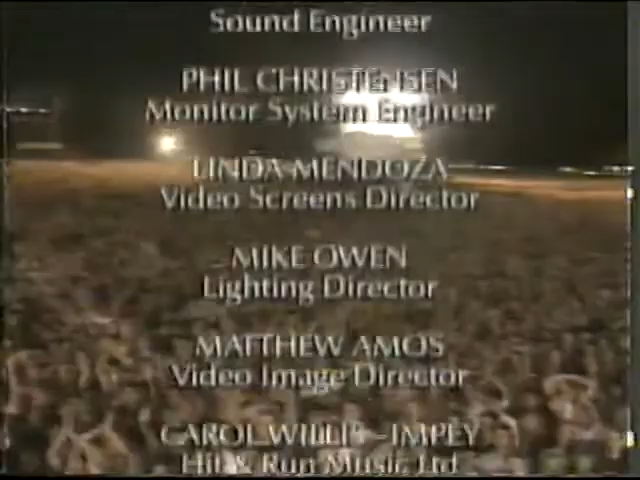 Sound Engineer
PHIL CHRISTENSEN
Monitor System Engineer
LINDA MENDOZA
Video Screens Director
MIKE OWEN
Lighting Director
MATTHEW AMOS
Video Image Director
CAROL WILLIS-IMPEY
Hit & Run Music Ltd